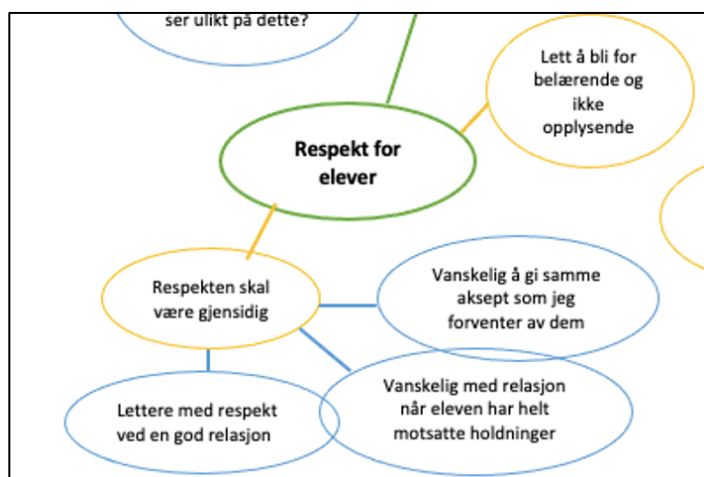 ser ulikt på dette?
Lett å bli for
belærende og
ikke
opplysende
Respekt for
elever
Respekten skal
være gjensidig
Vanskelig å gi samme
aksept som jeg
forventer av dem
Lettere med respekt
ved en god relasjon
Vanskelig med relasjon
når eleven har helt
motsatte holdninger